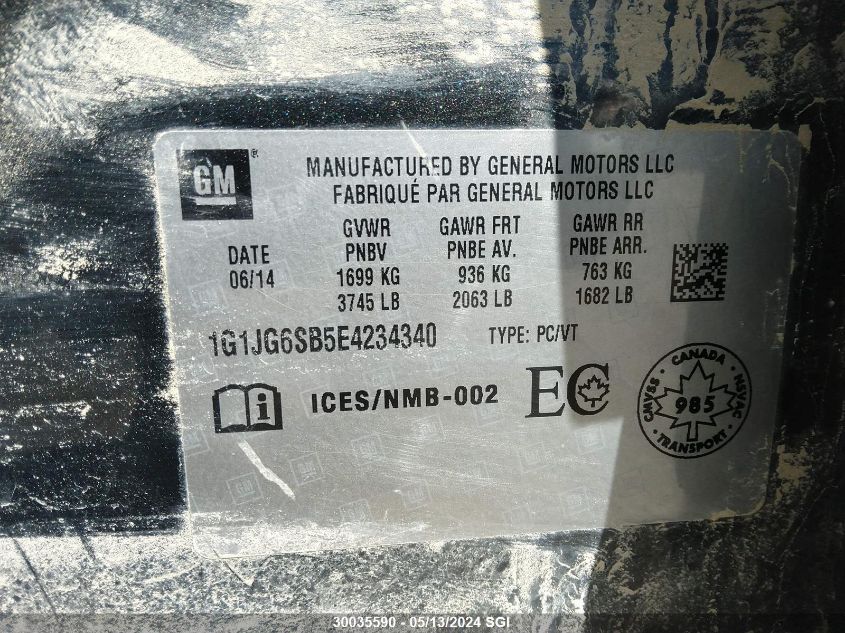 GM ®
MANUFACTURED BY GENERAL MOTORS LLC
FABRIQUÉ PAR GENERAL MOTORS LLC
DATE
06/14
GVWR
PNBV
1699 KG
3745 LB
GAWR FRT
PNBE AV.
936 KG
2063 LB
GAWR RR
PNBE ARR.
763 KG
1682 LB
1G1JG6SB5E4234340 TYPE: PC/VT
i ICES/NMB-002 EC
CANADA
CMVSS NSVAC
985
TRANSPORT
30035590 - 05/13/2024 SGI